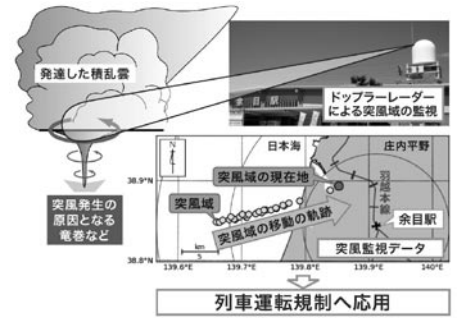 発達した積乱雲
余目駅
ドップラーレーダー
による突風域の監視
突風発生の
原因となる
竜巻など
日本海
庄内平野
突風域の現在地
38.9°N
突風域
突風域の移動の軌跡
羽越本線
余目駅
km
5
突風監視データ
38.8°N
139.6°E
139.7°E
139.8°E
139.9°E
140°E
列車運転規制へ応用